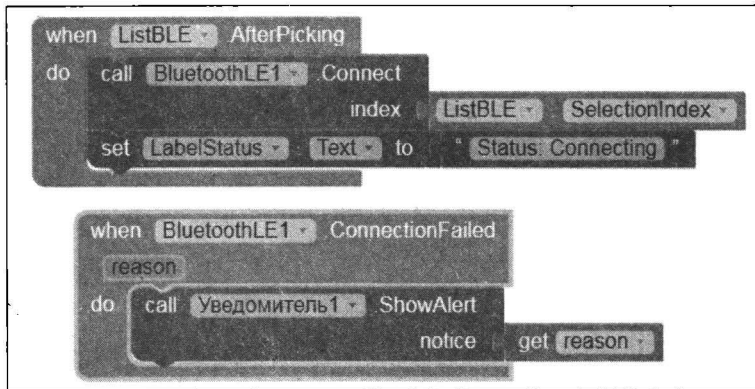 when ListBLE .AfterPicking
do call BluetoothLE1 .Connect
index ListBLE . SelectionIndex
set LabelStatus . Text to " Status: Connecting "
when BluetoothLE1 .ConnectionFailed
reason
do call Уведомитель1 .ShowAlert
notice get reason